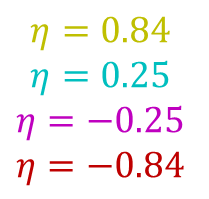 η = 0.84
η = 0.25
η = −0.25
η = −0.84